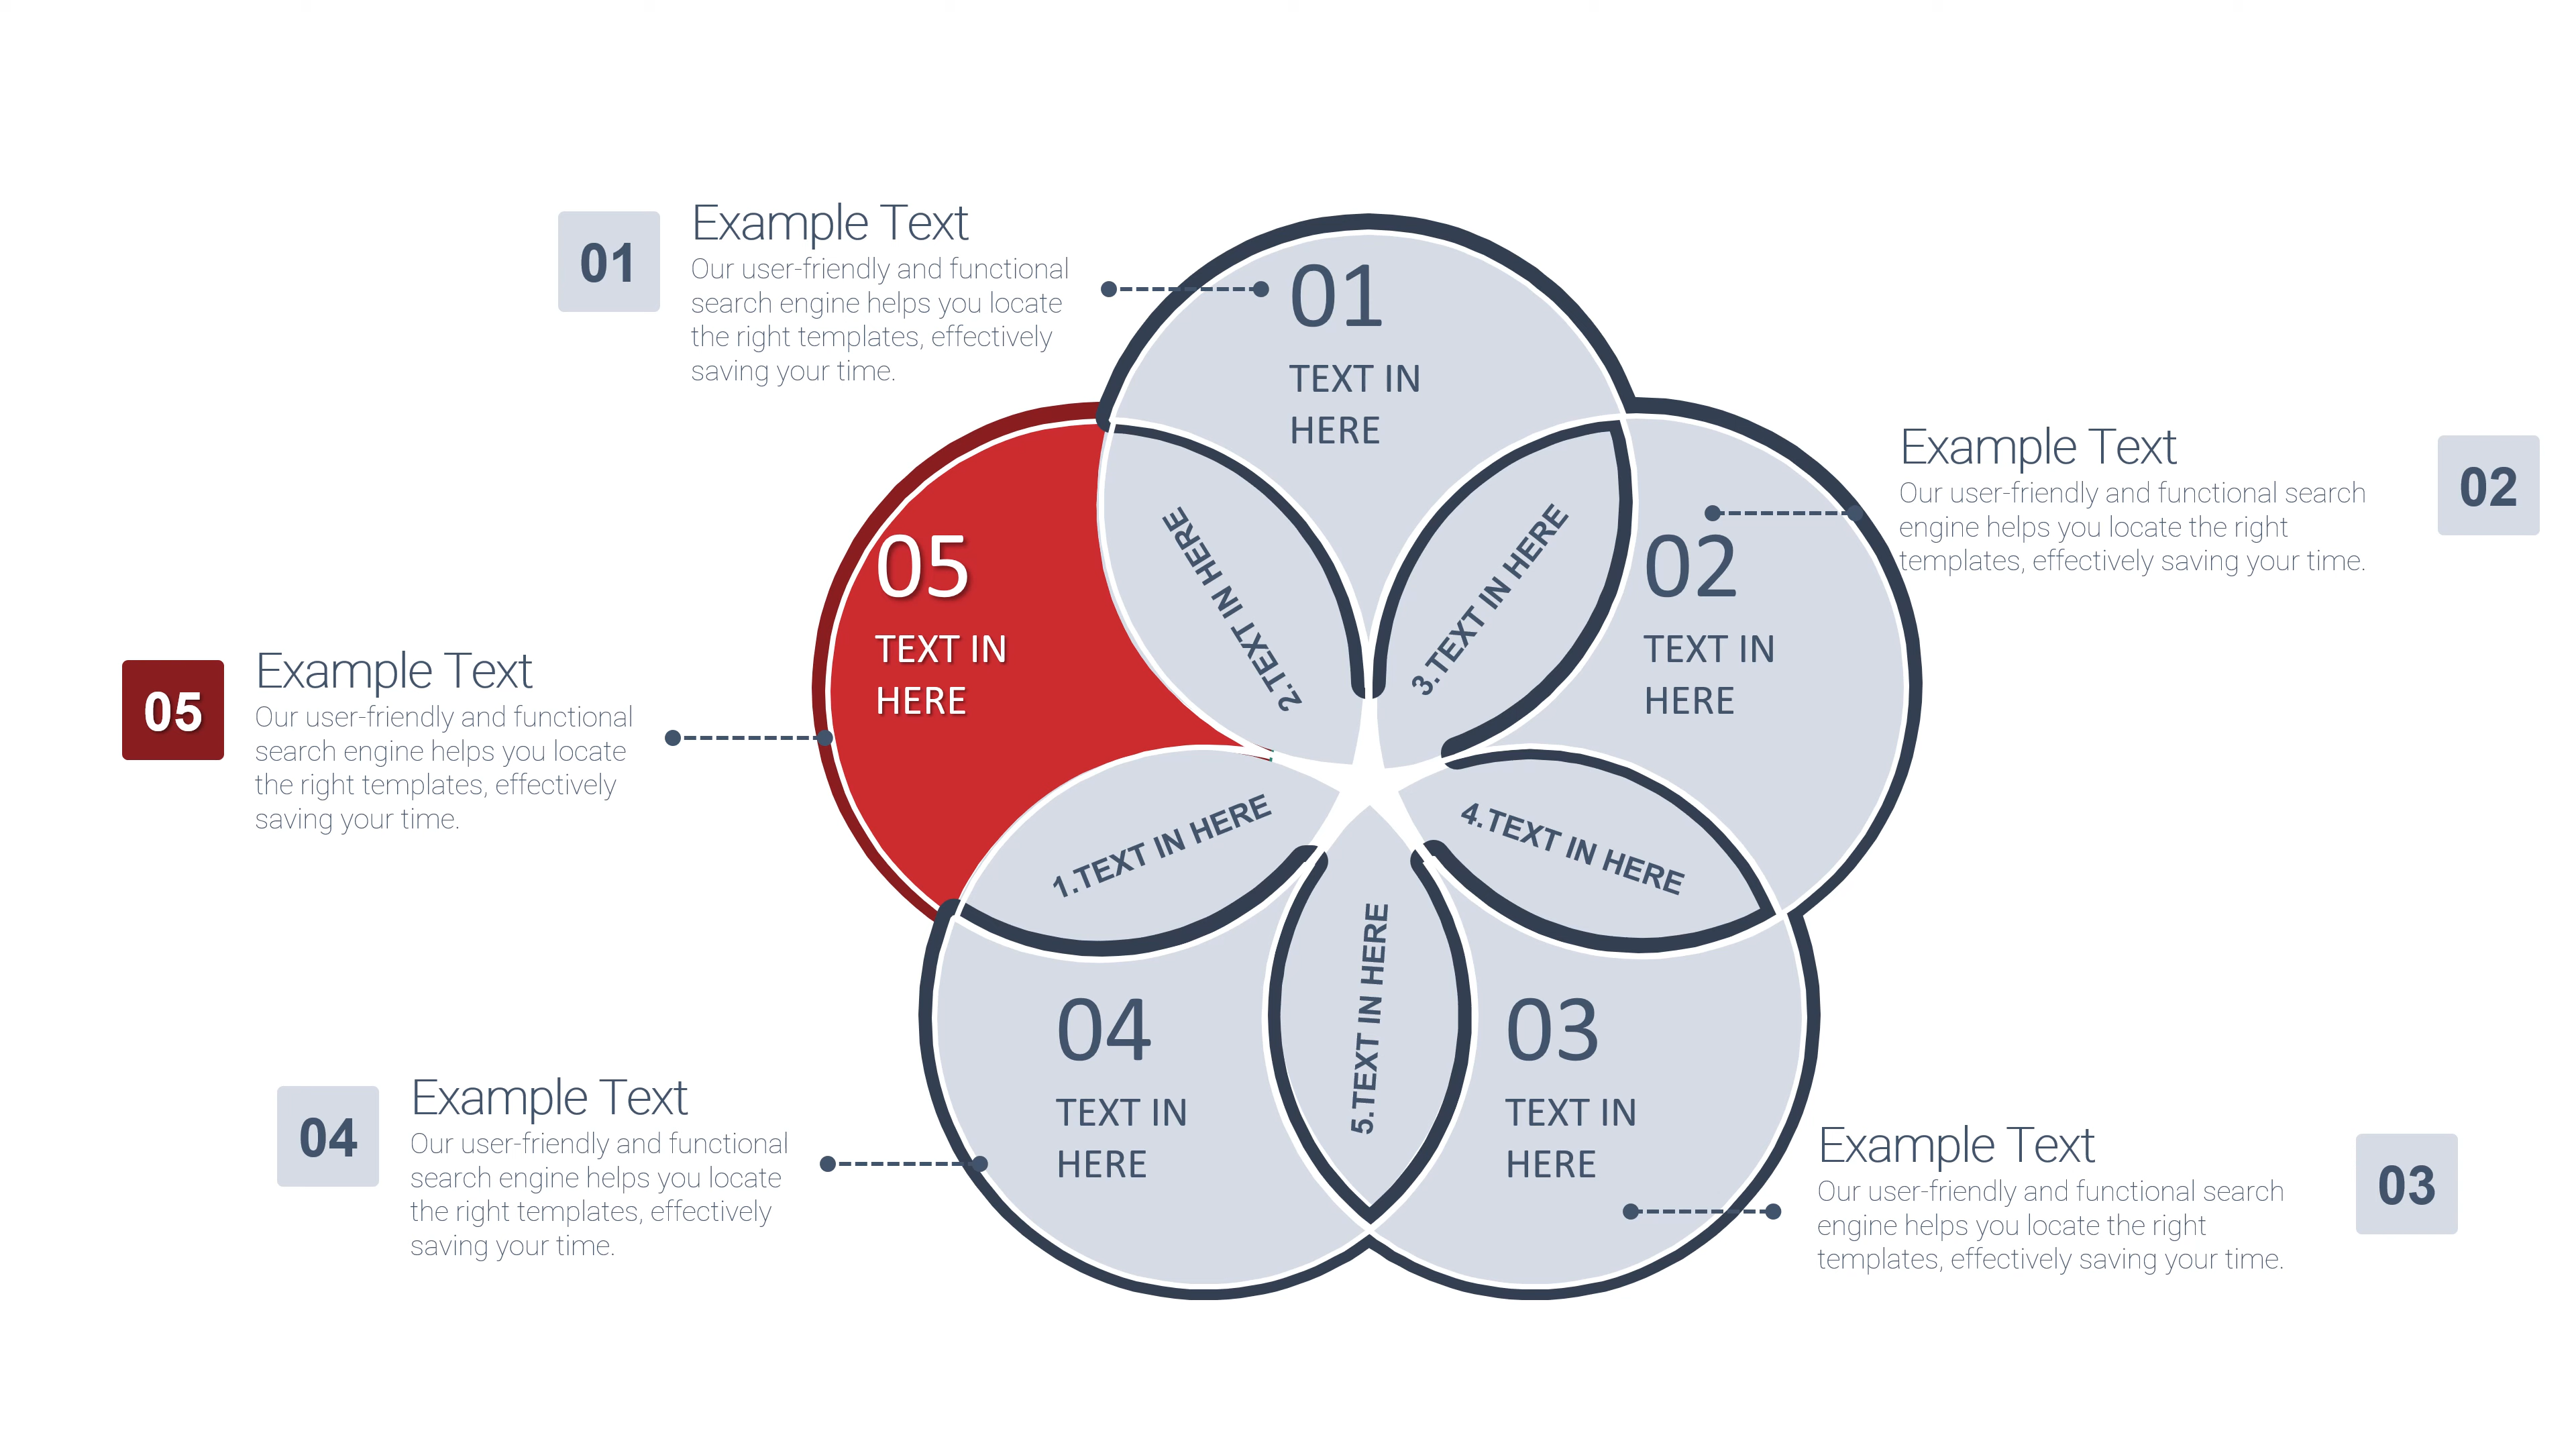 01
Example Text
Our user-friendly and functional
search engine helps you locate
the right templates, effectively
saving your time.
01
TEXT IN
HERE
Example Text
Our user-friendly and functional search
engine helps you locate the right
templates, effectively saving your time.
02
05
TEXT IN
HERE
2.TEXT IN HERE
3.TEXT IN HERE
02
TEXT IN
HERE
05
Example Text
Our user-friendly and functional
search engine helps you locate
the right templates, effectively
saving your time.
1.TEXT IN HERE
4.TEXT IN HERE
5.TEXT IN HERE
04
TEXT IN
HERE
03
TEXT IN
HERE
04
Example Text
Our user-friendly and functional
search engine helps you locate
the right templates, effectively
saving your time.
Example Text
Our user-friendly and functional search
engine helps you locate the right
templates, effectively saving your time.
03